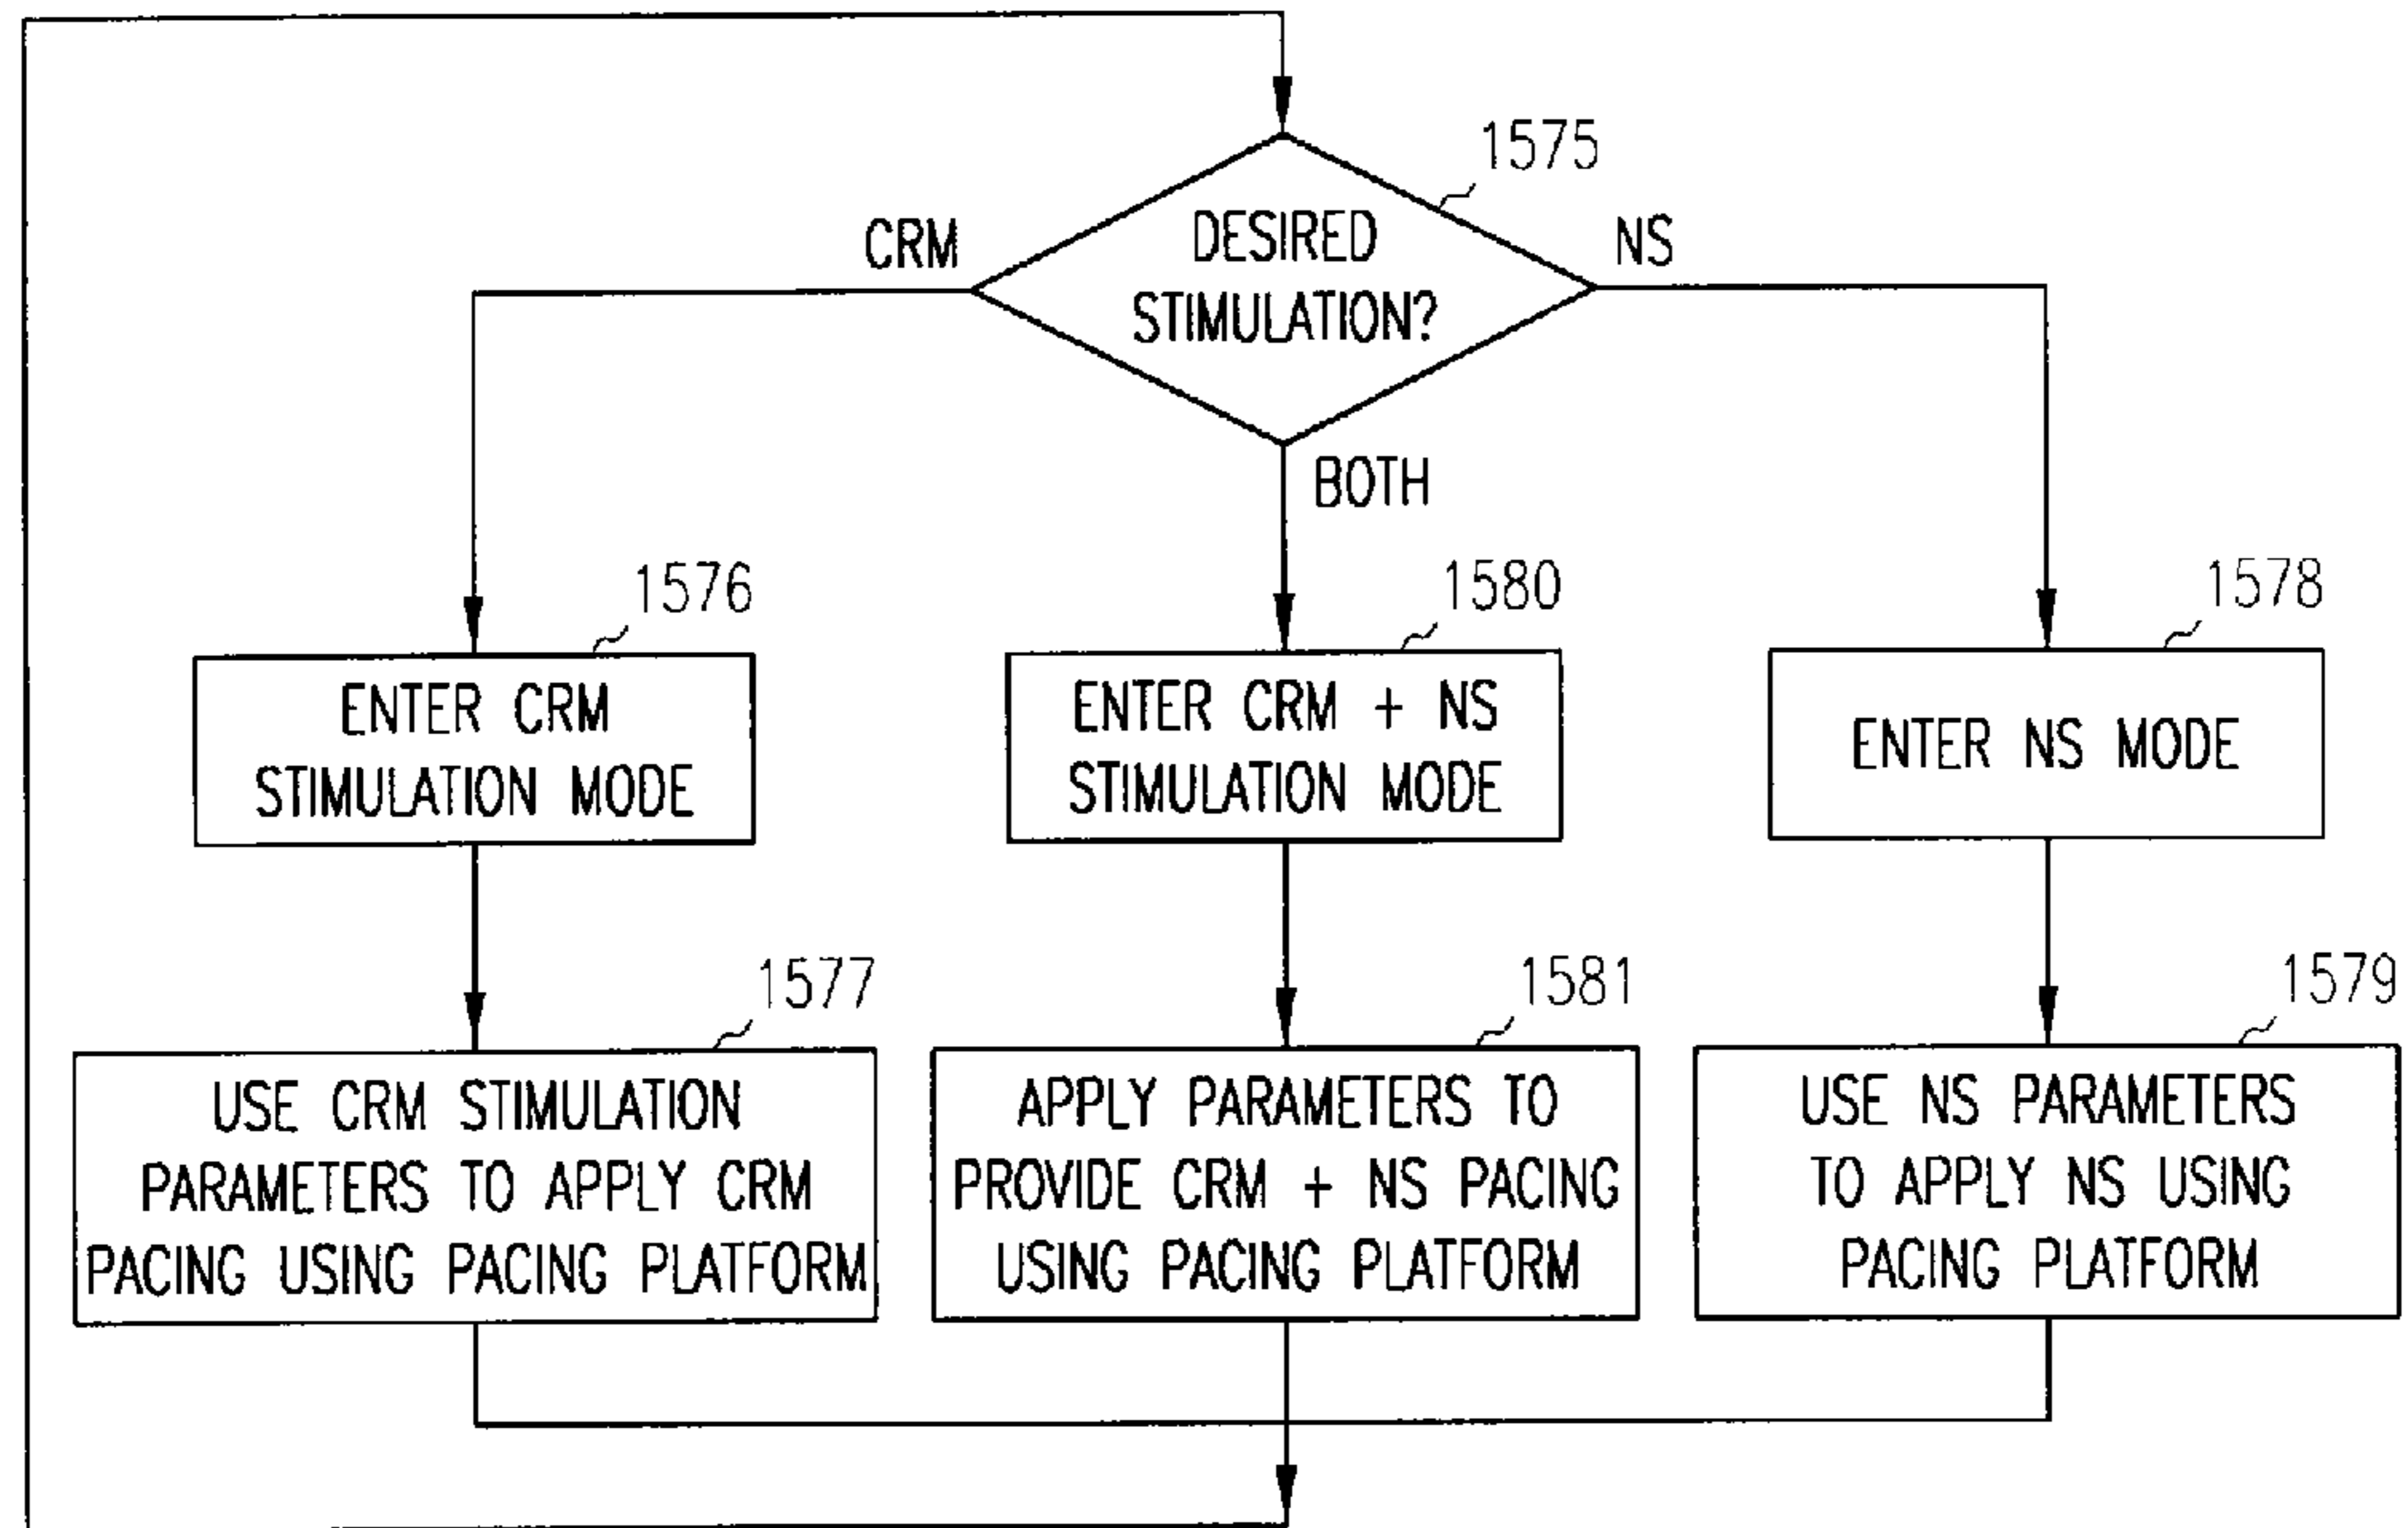 1575
DESIRED
STIMULATION?
CRM
NS
BOTH
1576
ENTER CRM
STIMULATION MODE
1580
ENTER CRM + NS
STIMULATION MODE
1578
ENTER NS MODE
1577
USE CRM STIMULATION
PARAMETERS TO APPLY CRM
PACING USING PACING PLATFORM
1581
APPLY PARAMETERS TO
PROVIDE CRM + NS PACING
USING PACING PLATFORM
1579
USE NS PARAMETERS
TO APPLY NS USING
PACING PLATFORM